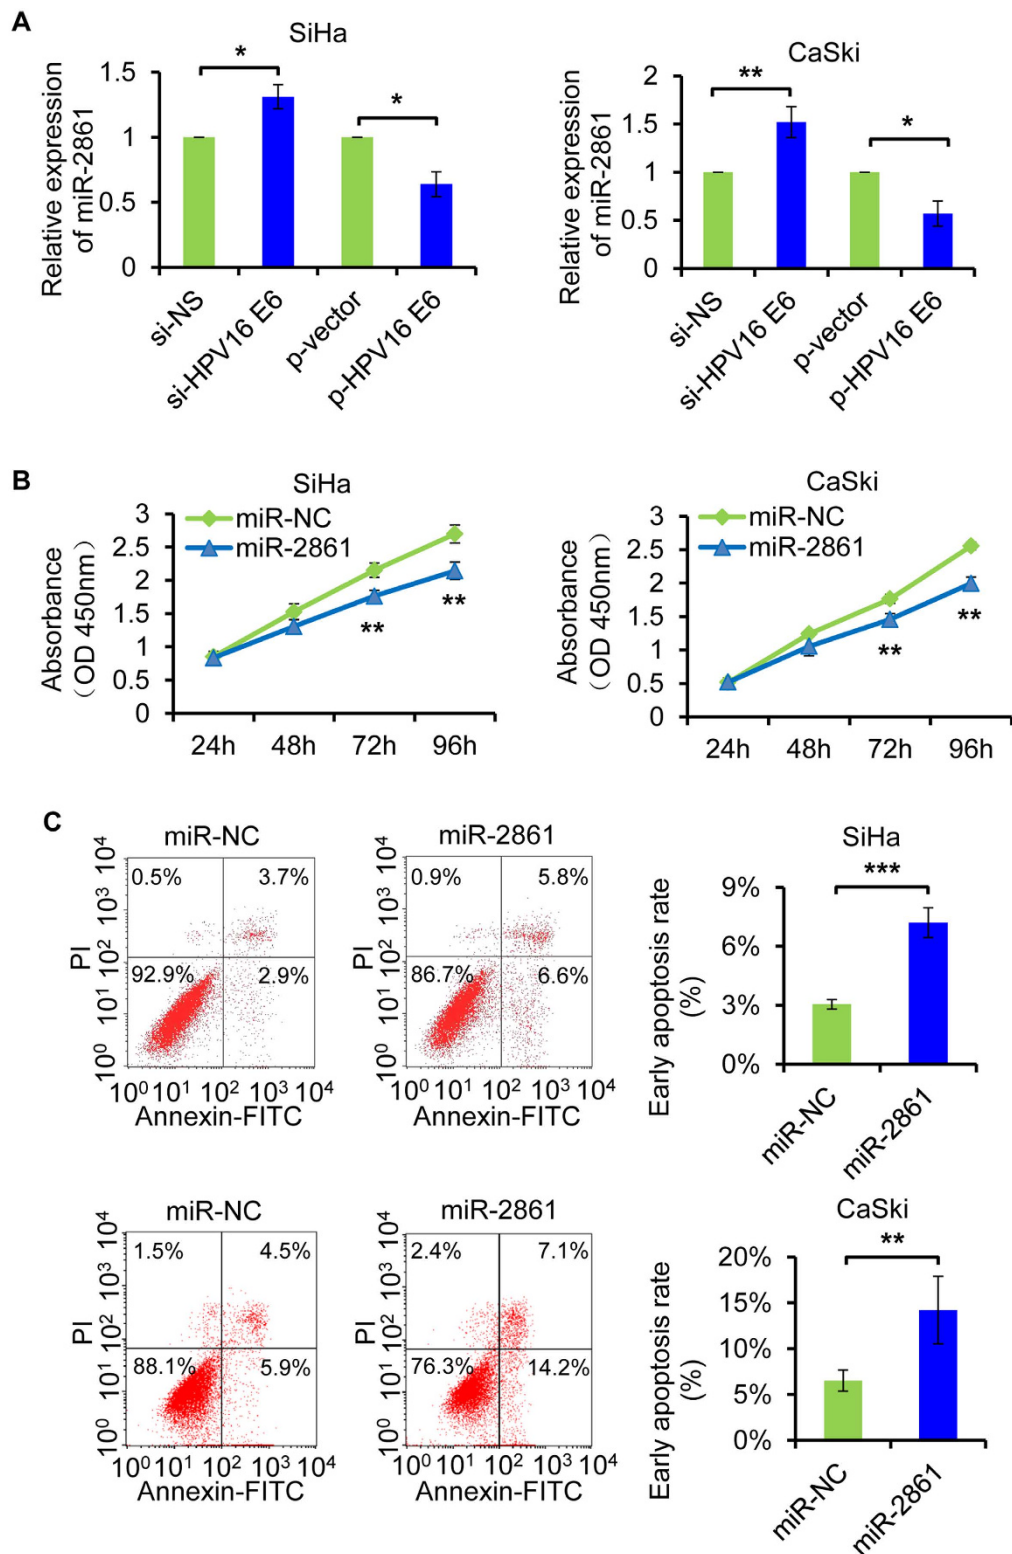 A
SiHa
Relative expression
of miR-2861
1.5
1
0.5
0
*
*
si-NS
si-HPV16 E6
p-vector
p-HPV16 E6
CaSki
Relative expression
of miR-2861
2
1.5
1
0.5
0
**
*
si-NS
si-HPV16 E6
p-vector
p-HPV16 E6
B
SiHa
miR-NC
miR-2861
Absorbance
(OD 450nm)
3
2.5
2
1.5
1
0.5
0
**
**
24h 48h 72h 96h
CaSki
miR-NC
miR-2861
Absorbance
(OD 450nm)
3
2.5
2
1.5
1
0.5
0
**
**
24h 48h 72h 96h
C
miR-NC
PI
10⁴
10³
10²
10¹
10⁰
0.5% 3.7%
92.9% 2.9%
10⁰ 10¹ 10² 10³ 10⁴
Annexin-FITC
miR-2861
PI
10⁴
10³
10²
10¹
10⁰
0.9% 5.8%
86.7% 6.6%
10⁰ 10¹ 10² 10³ 10⁴
Annexin-FITC
SiHa
Early apoptosis rate
(%)
9%
6%
3%
0%
***
miR-NC
miR-2861
miR-NC
PI
10⁴
10³
10²
10¹
10⁰
1.5% 4.5%
88.1% 5.9%
10⁰ 10¹ 10² 10³ 10⁴
Annexin-FITC
miR-2861
PI
10⁴
10³
10²
10¹
10⁰
2.4% 7.1%
76.3% 14.2%
10⁰ 10¹ 10² 10³ 10⁴
Annexin-FITC
CaSki
Early apoptosis rate
(%)
20%
15%
10%
5%
0%
**
miR-NC
miR-2861